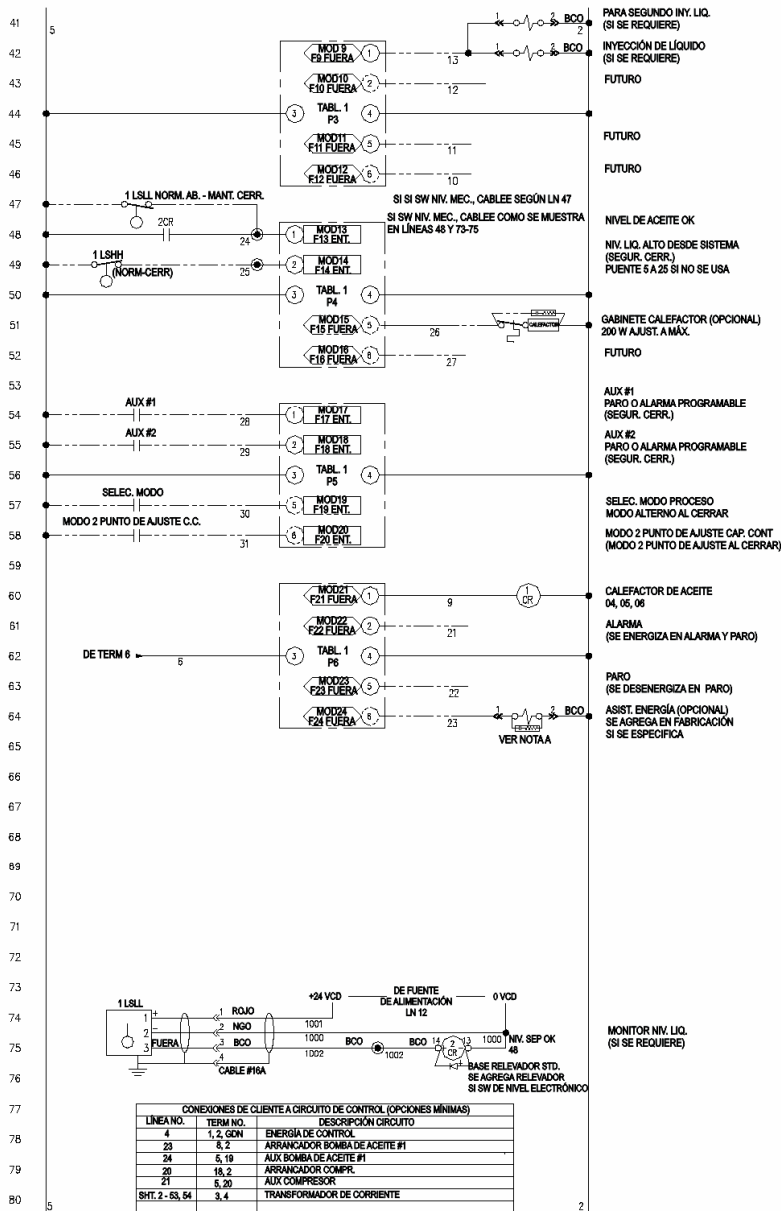 41 5 1 2 BCO 2 PARA SEGUNDO INY. LIQ.
(SI SE REQUIERE)
42 MOD 9 1 13 1 2 BCO INYECCIÓN DE LÍQUIDO
F9 FUERA (SI SE REQUIERE)
43 MOD10 2 12 FUTURO
F10 FUERA
44 3 TABL. 1 4
P3
45 MOD11 5 11 FUTURO
F11 FUERA
46 MOD12 6 10 FUTURO
F12 FUERA
47 1 LSLL NORM. AB. - MANT. CERR. SI SI SW NIV. MEC., CABLEE SEGÚN LN 47
SI SW NIV. MEC., CABLEE COMO SE MUESTRA
EN LÍNEAS 48 Y 73-75
48 2CR 24 1 MOD13 NIVEL DE ACEITE OK
F13 ENT.
49 1 LSHH 25 2 MOD14 NIV. LIQ. ALTO DESDE SISTEMA
(NORM-CERR) F14 ENT. (SEGUR. CERR.)
PUENTE 5 A 25 SI NO SE USA
50 3 TABL. 1 4
P4
51 MOD15 5 26 CALEFACTOR GABINETE CALEFACTOR (OPCIONAL)
F15 FUERA 200 W AJUST. A MÁX.
52 MOD16 6 27 FUTURO
F16 FUERA
53
54 AUX #1 28 1 MOD17 AUX #1
F17 ENT. PARO O ALARMA PROGRAMABLE
(SEGUR. CERR.)
55 AUX #2 29 2 MOD18 AUX #2
F18 ENT. PARO O ALARMA PROGRAMABLE
(SEGUR. CERR.)
56 3 TABL. 1 4
P5
57 SELEC. MODO 30 5 MOD19 SELEC. MODO PROCESO
F19 ENT. MODO ALTERNO AL CERRAR
58 MODO 2 PUNTO DE AJUSTE C.C. 31 6 MOD20 MODO 2 PUNTO DE AJUSTE CAP. CONT
F20 ENT. (MODO 2 PUNTO DE AJUSTE AL CERRAR)
59
60 MOD21 1 9 1 CR CALEFACTOR DE ACEITE
F21 FUERA 04, 05, 06
61 MOD22 2 21 ALARMA
F22 FUERA (SE ENERGIZA EN ALARMA Y PARO)
62 DE TERM 6 6 3 TABL. 1 4
P6
63 MOD23 5 22 PARO
F23 FUERA (SE DESENERGIZA EN PARO)
64 MOD24 6 23 1 2 BCO ASIST. ENERGÍA (OPCIONAL)
F24 FUERA SE AGREGA EN FABRICACIÓN
VER NOTA A SI SE ESPECIFICA
65
66
67
68
69
70
71
72
73 +24 VCD DE FUENTE 0 VCD
DE ALIMENTACIÓN
LN 12
74 1 LSLL 1 + 1 ROJO 1001 MONITOR NIV. LIQ.
2 - 2 NGO 1000 1000 (SI SE REQUIERE)
75 3 FUERA 3 BCO 1002 BCO 1002 BCO 14 2 CR 13 NIV. SEP OK
48
4 CABLE #16A
76 BASE RELEVADOR STD.
SE AGREGA RELEVADOR
SI SW DE NIVEL ELECTRÓNICO
77 CONEXIONES DE CLIENTE A CIRCUITO DE CONTROL (OPCIONES MÍNIMAS)
LÍNEA NO. TERM NO. DESCRIPCIÓN CIRCUITO
4 1, 2, GDN ENERGÍA DE CONTROL
78 23 8, 2 ARRANCADOR BOMBA DE ACEITE #1
24 5, 19 AUX BOMBA DE ACEITE #1
79 20 18, 2 ARRANCADOR COMPR.
21 5, 20 AUX COMPRESOR
80 SHT. 2 - 53, 54 3, 4 TRANSFORMADOR DE CORRIENTE
5 2